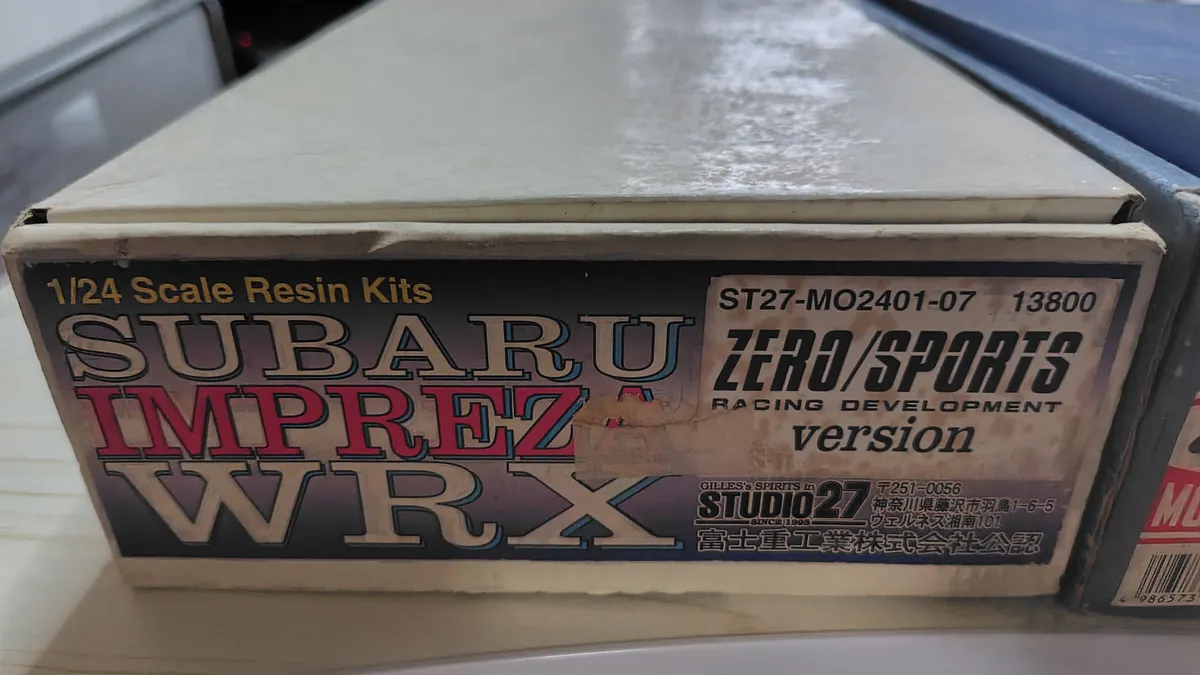 1/24 Scale Resin Kits
SUBARU
IMPREZA
WRX
ST27-MO2401-07 13800
ZERO/SPORTS
RACING DEVELOPMENT
version
GILLES's SPIRITS in
STUDIO27
SINCE 1995
〒251-0056
神奈川県藤沢市羽鳥1-6-5
ウェルネス湘南101
富士重工業株式会社公認
4 986573